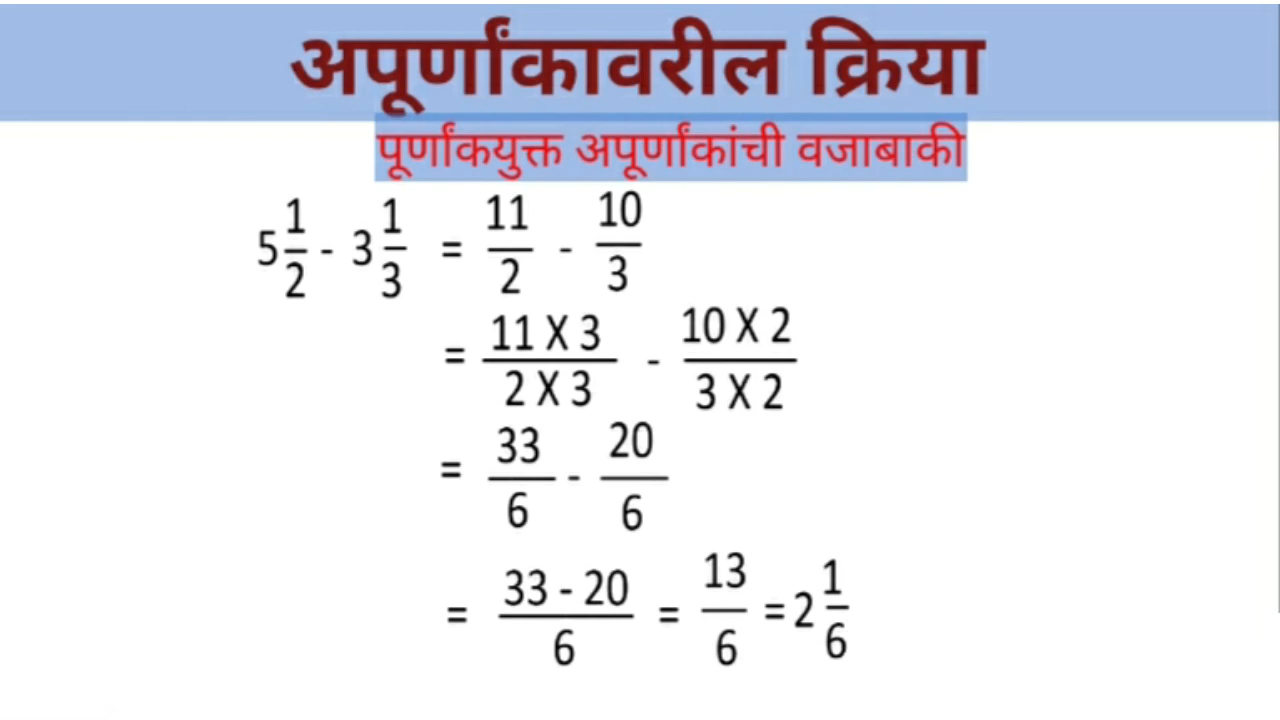 अपूर्णांकावरील क्रिया
पूर्णांकयुक्त अपूर्णांकांची वजाबाकी
5 1/2 - 3 1/3 = 11/2 - 10/3
= 11 X 3/2 X 3 - 10 X 2/3 X 2
= 33/6 - 20/6
= 33 - 20/6 = 13/6 = 2 1/6